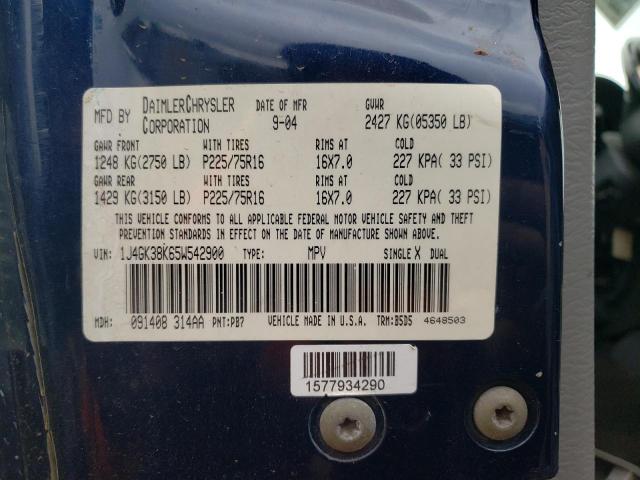 MFD BY DAIMLERCHRYSLER CORPORATION DATE OF MFR 9-04 GVWR 2427 KG(05350 LB)
GAWR FRONT WITH TIRES RIMS AT COLD
1248 KG(2750 LB) P225/75R16 16X7.0 227 KPA( 33 PSI)
GAWR REAR WITH TIRES RIMS AT COLD
1429 KG(3150 LB) P225/75R16 16X7.0 227 KPA( 33 PSI)
THIS VEHICLE CONFORMS TO ALL APPLICABLE FEDERAL MOTOR VEHICLE SAFETY AND THEFT
PREVENTION STANDARDS IN EFFECT ON THE DATE OF MANUFACTURE SHOWN ABOVE.
VIN: 1J4GK38K65W542900 TYPE: MPV SINGLE X DUAL
MDH: 091408 314AA PNT:PB7 VEHICLE MADE IN U.S.A. TRM:B5D5 4648503
1577934290